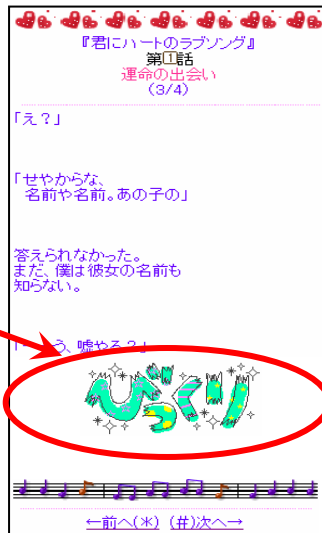 『君にハートのラブソング』
第1話
運命の出会い
(3/4)
「え？」
「せやからな、
名前や名前。あの子の」
答えられなかった。
まだ、僕は彼女の名前も
知らない。
う、嘘やろ？」
びっくり
←前へ(＊) (＃)次へ→